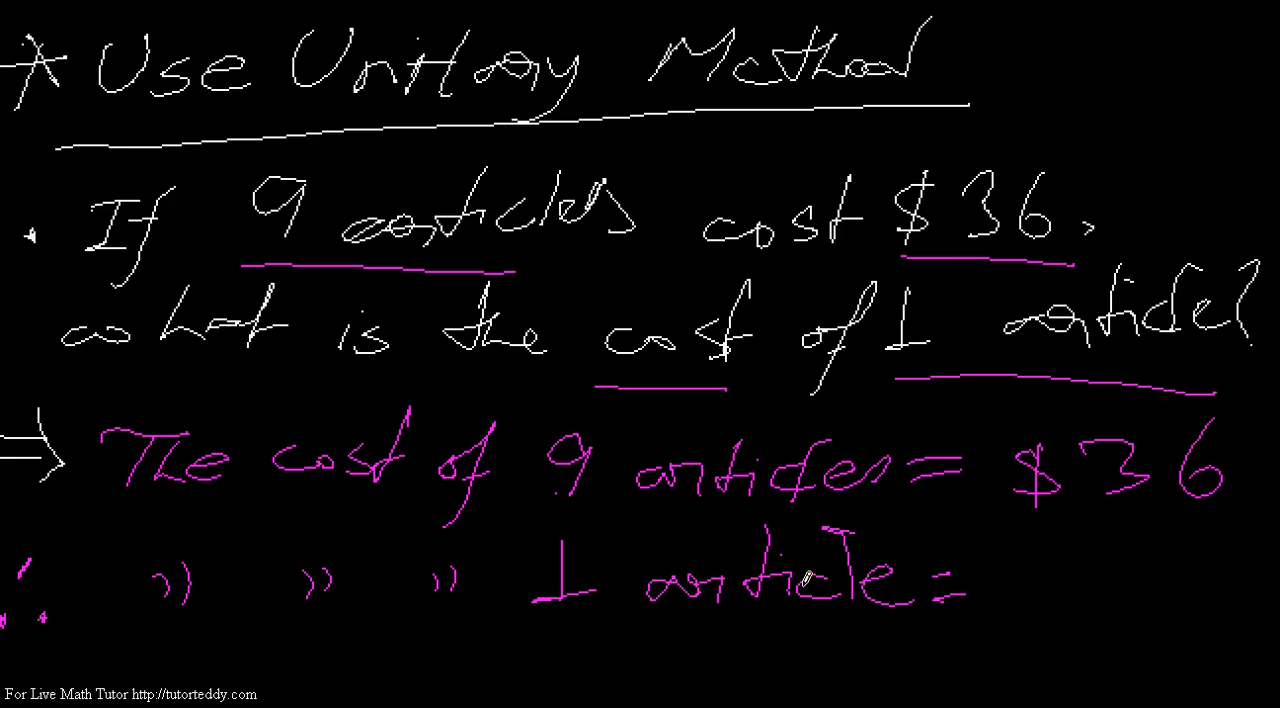 * Use Unitary Method
. If 9 articles cost $36,
what is the cost of 1 article?
⇒ The cost of 9 articles = $36
∴ " " " 1 article =
For Live Math Tutor http://tutorteddy.com